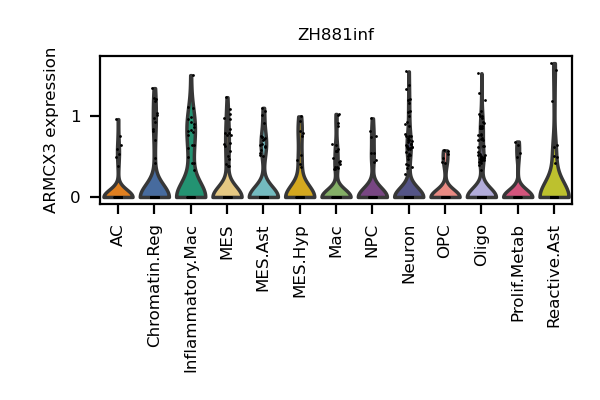 ZH881inf
ARMCX3 expression
1
0
AC
Chromatin.Reg
Inflammatory.Mac
MES
MES.Ast
MES.Hyp
Mac
NPC
Neuron
OPC
Oligo
Prolif.Metab
Reactive.Ast